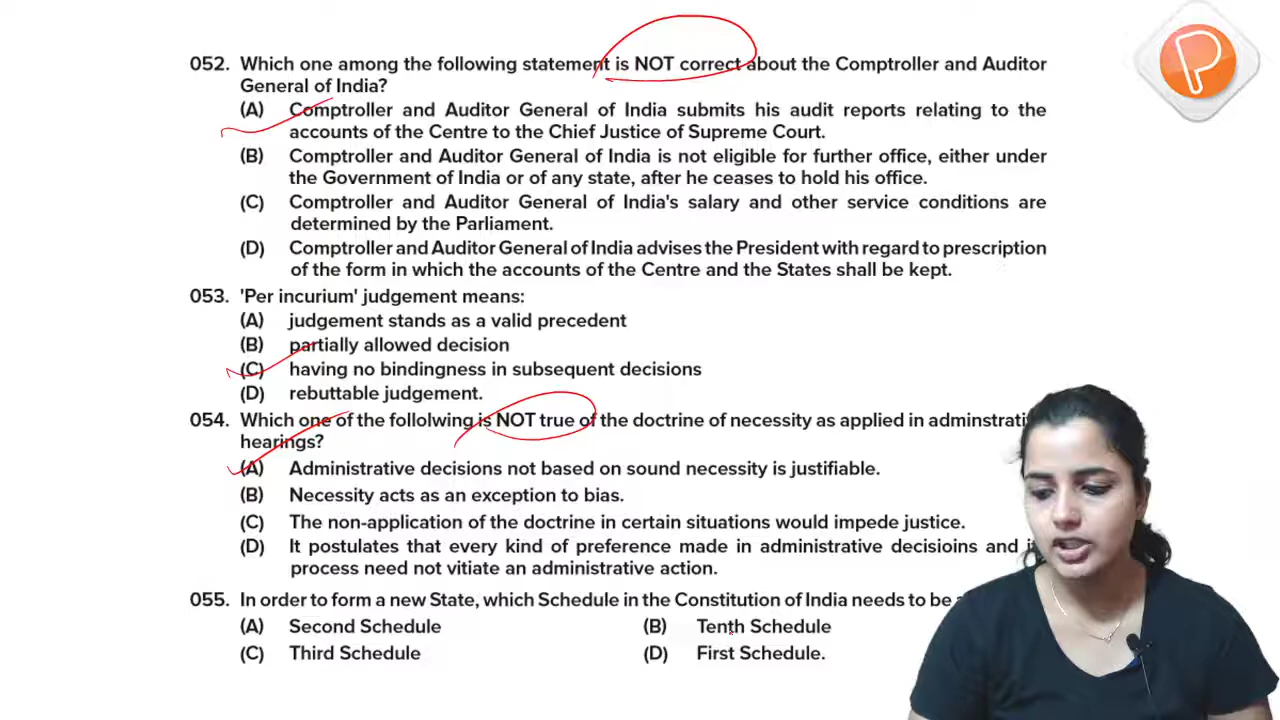 052. Which one among the following statement is NOT correct about the Comptroller and Auditor
General of India?
(A) Comptroller and Auditor General of India submits his audit reports relating to the
accounts of the Centre to the Chief Justice of Supreme Court.
(B) Comptroller and Auditor General of India is not eligible for further office, either under
the Government of India or of any state, after he ceases to hold his office.
(C) Comptroller and Auditor General of India's salary and other service conditions are
determined by the Parliament.
(D) Comptroller and Auditor General of India advises the President with regard to prescription
of the form in which the accounts of the Centre and the States shall be kept.
053. 'Per incurium' judgement means:
(A) judgement stands as a valid precedent
(B) partially allowed decision
(C) having no bindingness in subsequent decisions
(D) rebuttable judgement.
054. Which one of the follolwing is NOT true of the doctrine of necessity as applied in adminstrati
hearings?
(A) Administrative decisions not based on sound necessity is justifiable.
(B) Necessity acts as an exception to bias.
(C) The non-application of the doctrine in certain situations would impede justice.
(D) It postulates that every kind of preference made in administrative decisioins and
process need not vitiate an administrative action.
055. In order to form a new State, which Schedule in the Constitution of India needs to be
(A) Second Schedule (B) Tenth Schedule
(C) Third Schedule (D) First Schedule.